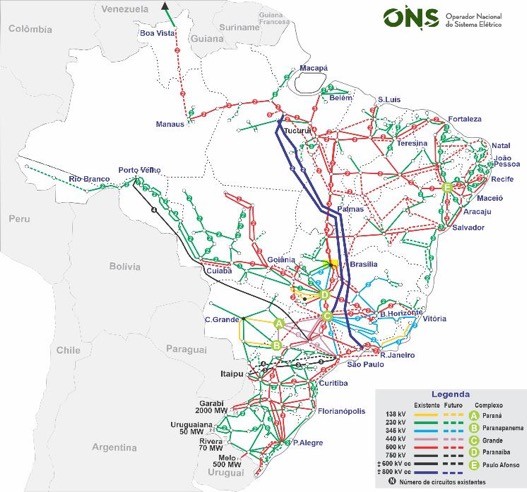 ONS
Operador Nacional
do Sistema Elétrico
Venezuela
Colômbia
Guiana
Suriname
Guiana
Francesa
Boa Vista
Macapá
Manaus
Belém
S.Luis
Fortaleza
Tucuruí
Teresina
Natal
João
Pessoa
Recife
Maceió
Aracaju
Salvador
Porto Velho
Rio Branco
Palmas
Peru
Bolívia
Cuiabá
Goiânia
Brasília
C.Grande
B.Horizonte
Vitória
R.Janeiro
São Paulo
Paraguai
Chile
Itaipu
Curitiba
Florianópolis
Garabi
2000 MW
Uruguaiana
50 MW
Rivera
70 MW
Melo
500 MW
P.Alegre
Argentina
Uruguai
A
B
C
D
E
Legenda
Existente Futuro Complexo
138 kV A Paraná
230 kV B Paranapanema
345 kV C Grande
440 kV D Paranaíba
500 kV E Paulo Afonso
750 kV
±600 kV cc
±800 kV cc
N Número de circuitos existentes